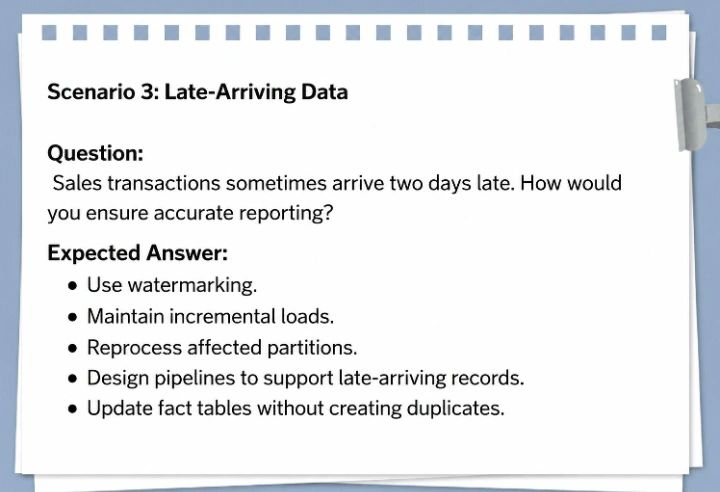 Scenario 3: Late-Arriving Data
Question:
Sales transactions sometimes arrive two days late. How would
you ensure accurate reporting?
Expected Answer:
• Use watermarking.
• Maintain incremental loads.
• Reprocess affected partitions.
• Design pipelines to support late-arriving records.
• Update fact tables without creating duplicates.